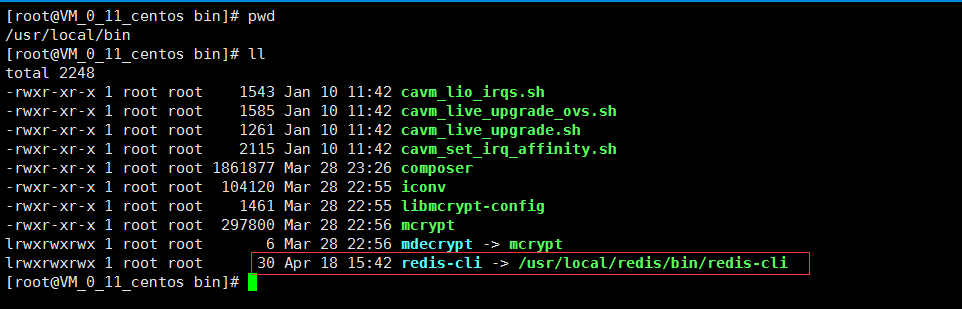 [root@VM_0_11_centos bin]# pwd
/usr/local/bin
[root@VM_0_11_centos bin]# ll
total 2248
-rwxr-xr-x 1 root root    1543 Jan 10 11:42 cavm_lio_irqs.sh
-rwxr-xr-x 1 root root    1585 Jan 10 11:42 cavm_live_upgrade_ovs.sh
-rwxr-xr-x 1 root root    1261 Jan 10 11:42 cavm_live_upgrade.sh
-rwxr-xr-x 1 root root    2115 Jan 10 11:42 cavm_set_irq_affinity.sh
-rwxr-xr-x 1 root root 1861877 Mar 28 23:26 composer
-rwxr-xr-x 1 root root  104120 Mar 28 22:55 iconv
-rwxr-xr-x 1 root root    1461 Mar 28 22:55 libmcrypt-config
-rwxr-xr-x 1 root root  297800 Mar 28 22:56 mcrypt
lrwxrwxrwx 1 root root       6 Mar 28 22:56 mdecrypt -> mcrypt
lrwxrwxrwx 1 root root      30 Apr 18 15:42 redis-cli -> /usr/local/redis/bin/redis-cli
[root@VM_0_11_centos bin]#